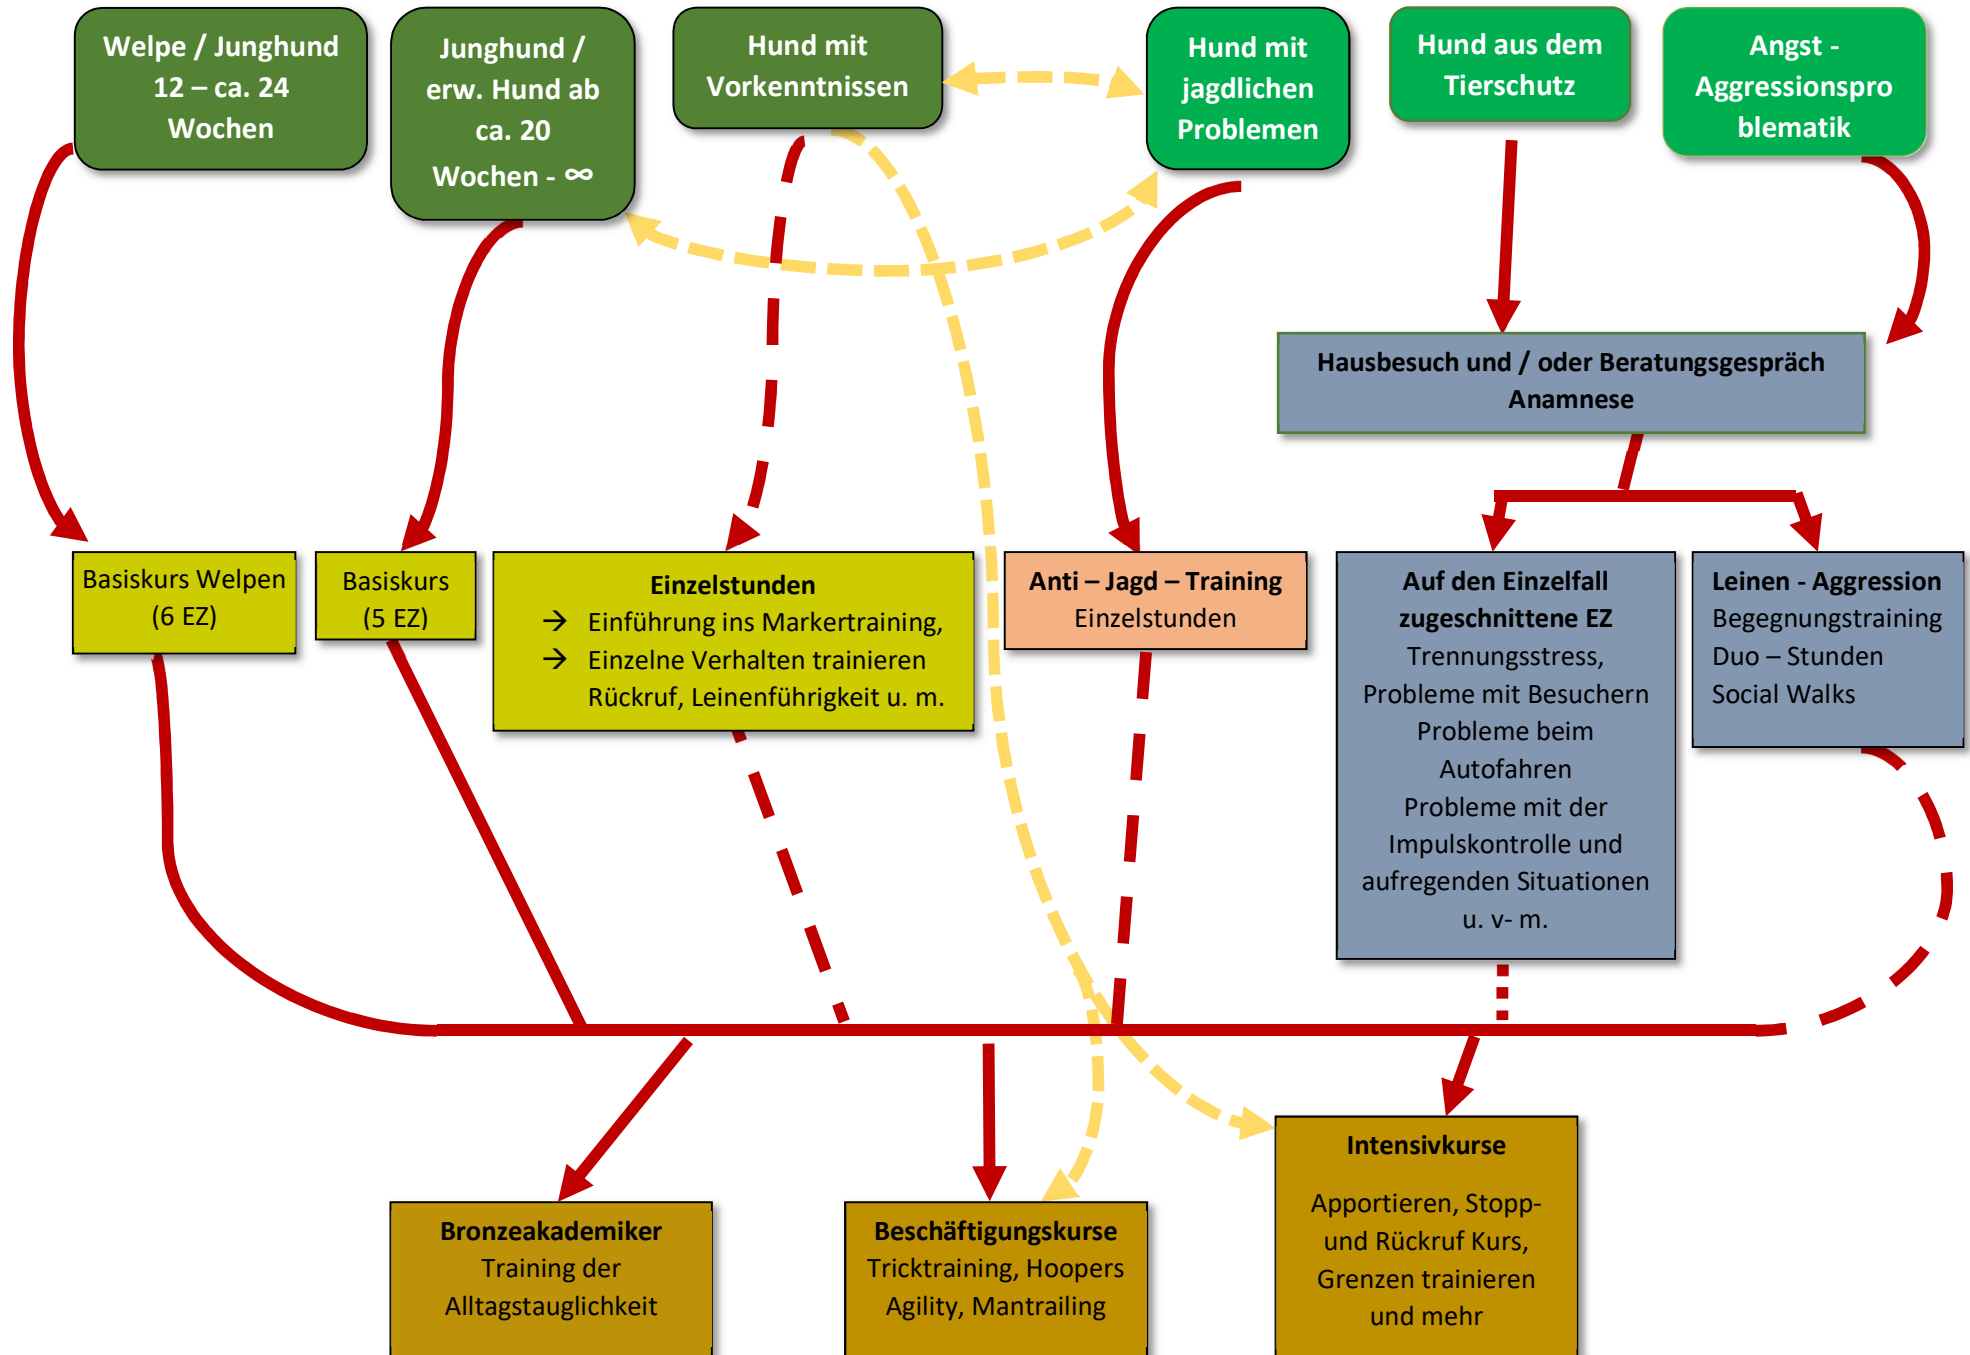 Welpe / Junghund
12 – ca. 24
Wochen
Junghund /
erw. Hund ab
ca. 20
Wochen - ∞
Hund mit
Vorkenntnissen
Hund mit
jagdlichen
Problemen
Hund aus dem
Tierschutz
Angst -
Aggressionspro
blematik
Hausbesuch und / oder Beratungsgespräch
Anamnese
Basiskurs Welpen
(6 EZ)
Basiskurs
(5 EZ)
Einzelstunden
→ Einführung ins Markertraining,
→ Einzelne Verhalten trainieren
Rückruf, Leinenführigkeit u. m.
Anti – Jagd – Training
Einzelstunden
Auf den Einzelfall
zugeschnittene EZ
Trennungsstress,
Probleme mit Besuchern
Probleme beim
Autofahren
Probleme mit der
Impulskontrolle und
aufregenden Situationen
u. v- m.
Leinen - Aggression
Begegnungstraining
Duo – Stunden
Social Walks
Bronzeakademiker
Training der
Alltagstauglichkeit
Beschäftigungskurse
Tricktraining, Hoopers
Agility, Mantrailing
Intensivkurse
Apportieren, Stopp-
und Rückruf Kurs,
Grenzen trainieren
und mehr